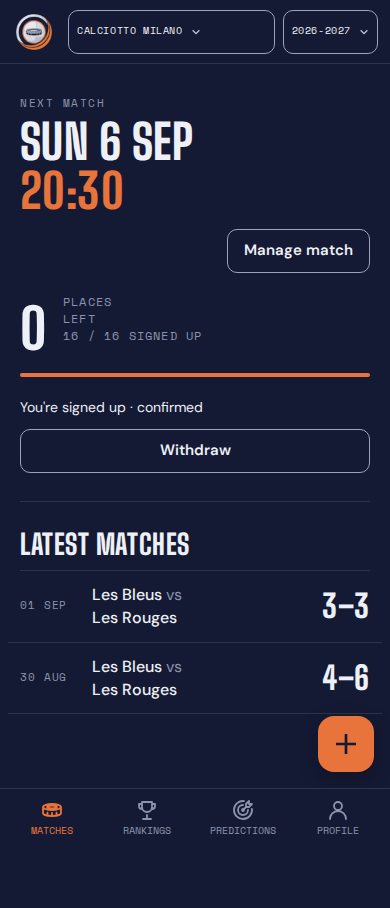 CALCIOTTO MILANO
2026-2027
NEXT MATCH
SUN 6 SEP
20:30
Manage match
0
PLACES
LEFT
16 / 16 SIGNED UP
You're signed up · confirmed
Withdraw
LATEST MATCHES
01 SEP
Les Bleus vs
Les Rouges
3–3
30 AUG
Les Bleus vs
Les Rouges
4–6
MATCHES
RANKINGS
PREDICTIONS
PROFILE